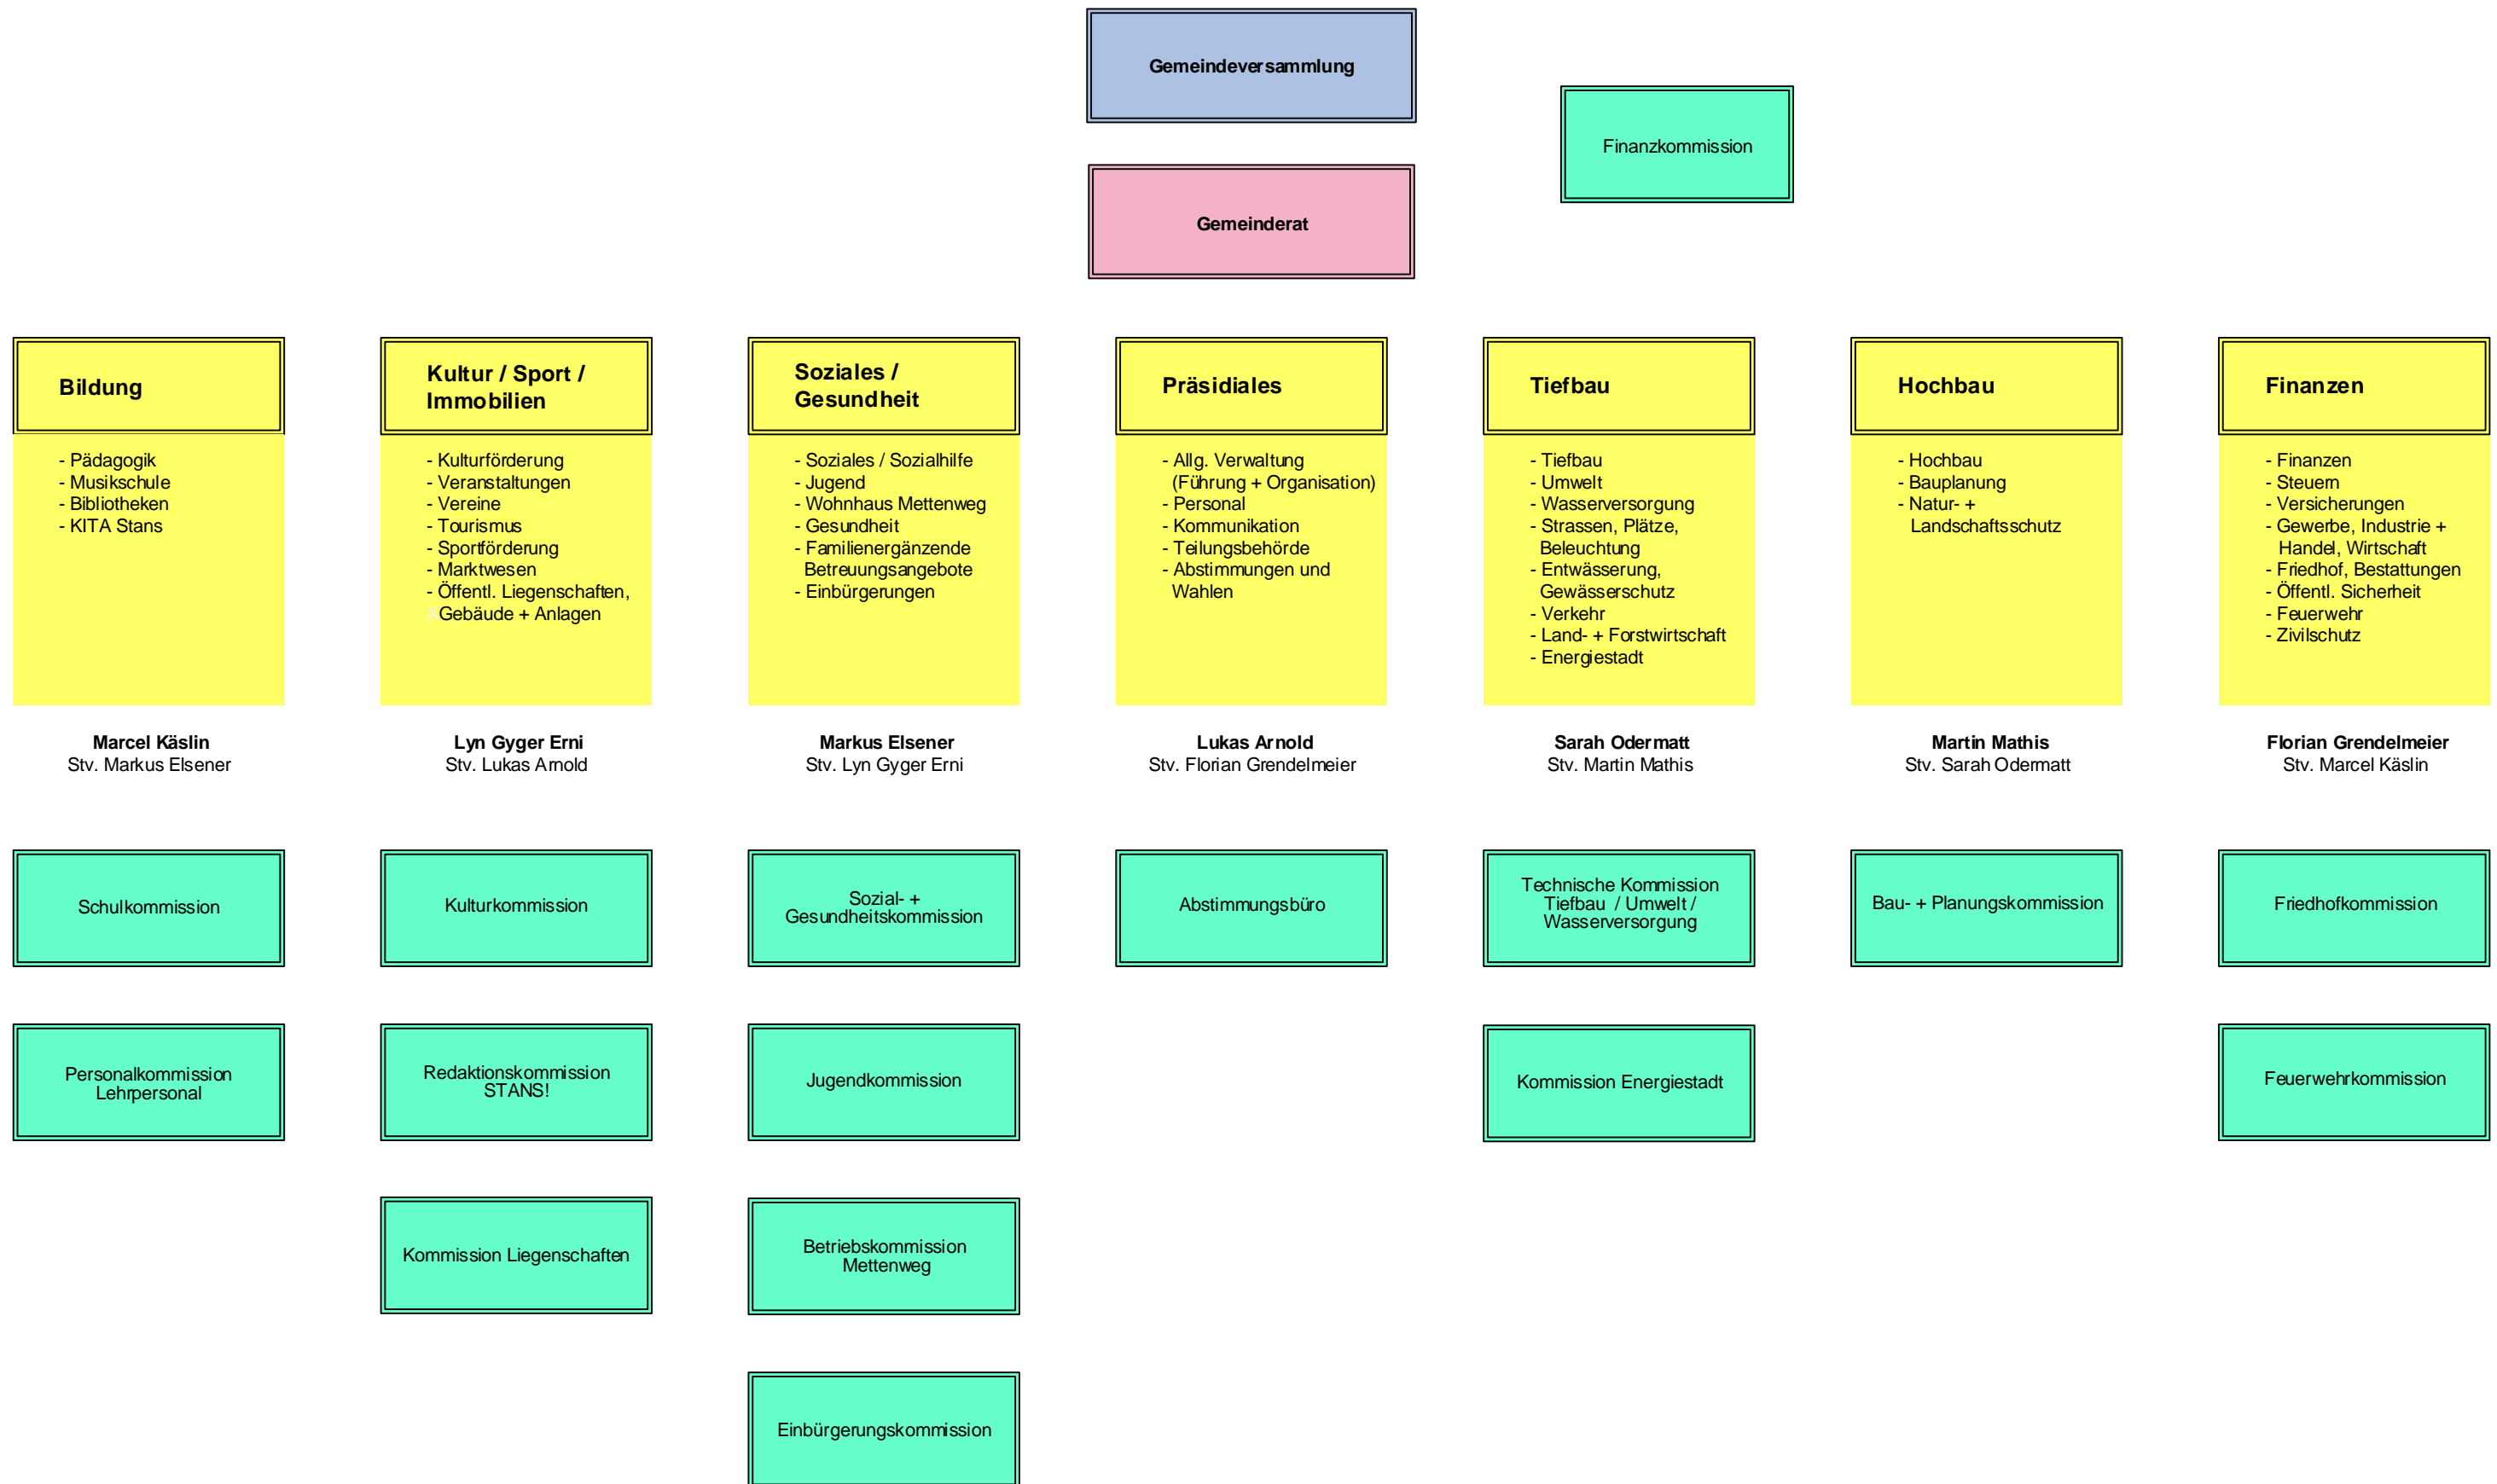 Gemeindeversammlung
Finanzkommission
Gemeinderat
Bildung
- Pädagogik
- Musikschule
- Bibliotheken
- KITA Stans
Marcel Käslin
Stv. Markus Elsener
Schulkommission
Personalkommission
Lehrpersonal
Kultur / Sport /
Immobilien
- Kulturförderung
- Veranstaltungen
- Vereine
- Tourismus
- Sportförderung
- Marktwesen
- Öffentl. Liegenschaften,
Gebäude + Anlagen
Lyn Gyger Erni
Stv. Lukas Arnold
Kulturkommission
Redaktionskommission
STANS!
Kommission Liegenschaften
Soziales /
Gesundheit
- Soziales / Sozialhilfe
- Jugend
- Wohnhaus Mettenweg
- Gesundheit
- Familienergänzende
Betreuungsangebote
- Einbürgerungen
Markus Elsener
Stv. Lyn Gyger Erni
Sozial- +
Gesundheitskommission
Jugendkommission
Betriebskommission
Mettenweg
Einbürgerungskommission
Präsidiales
- Allg. Verwaltung
(Führung + Organisation)
- Personal
- Kommunikation
- Teilungsbehörde
- Abstimmungen und
Wahlen
Lukas Arnold
Stv. Florian Grendelmeier
Abstimmungsbüro
Tiefbau
- Tiefbau
- Umwelt
- Wasserversorgung
- Strassen, Plätze,
Beleuchtung
- Entwässerung,
Gewässerschutz
- Verkehr
- Land- + Forstwirtschaft
- Energiestadt
Sarah Odermatt
Stv. Martin Mathis
Technische Kommission
Tiefbau / Umwelt /
Wasserversorgung
Kommission Energiestadt
Hochbau
- Hochbau
- Bauplanung
- Natur- +
Landschaftsschutz
Martin Mathis
Stv. Sarah Odermatt
Bau- + Planungskommission
Finanzen
- Finanzen
- Steuern
- Versicherungen
- Gewerbe, Industrie +
Handel, Wirtschaft
- Friedhof, Bestattungen
- Öffentl. Sicherheit
- Feuerwehr
- Zivilschutz
Florian Grendelmeier
Stv. Marcel Käslin
Friedhofkommission
Feuerwehrkommission